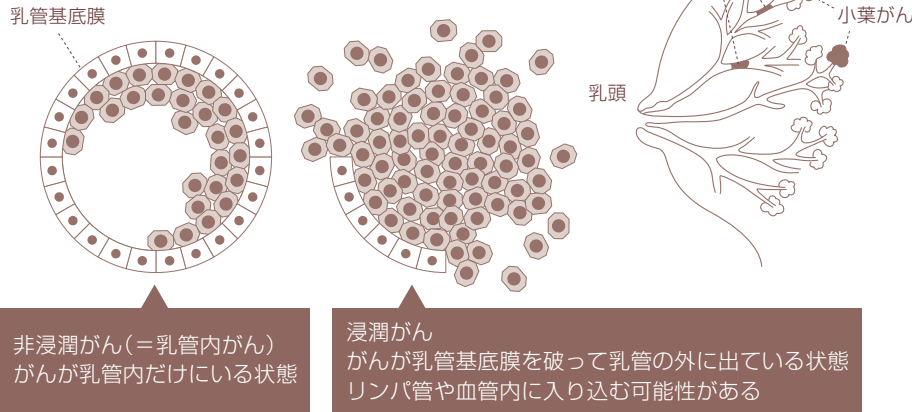 乳管基底膜
小葉がん
乳頭
非浸潤がん(＝乳管内がん)
がんが乳管内だけにいる状態
浸潤がん
がんが乳管基底膜を破って乳管の外に出ている状態
リンパ管や血管内に入り込む可能性がある